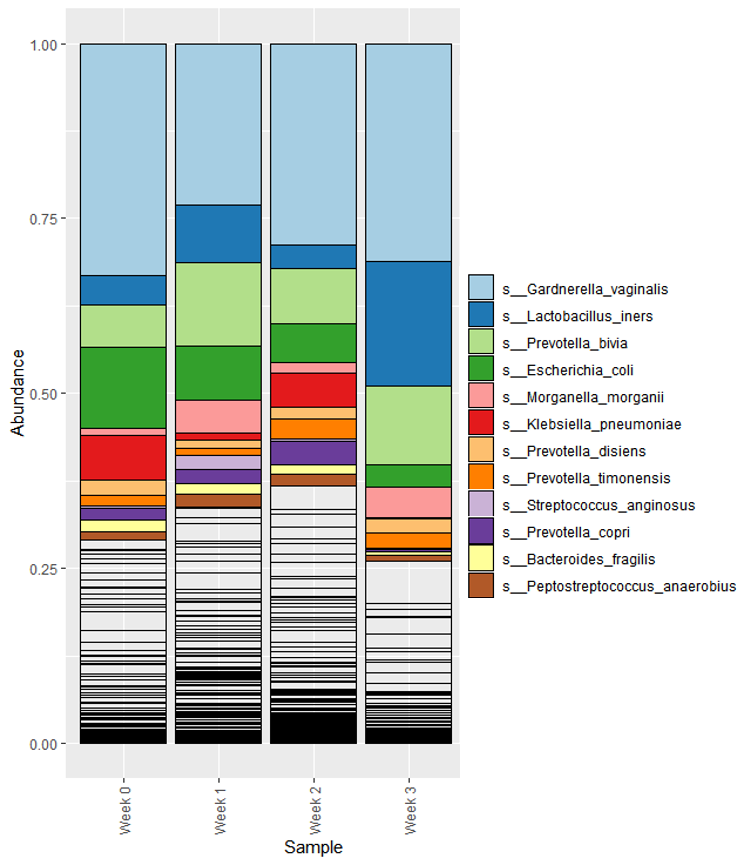 Abundance
1.00
0.75
0.50
0.25
0.00
Week 0
Week 1
Week 2
Week 3
Sample
s__Gardnerella_vaginalis
s__Lactobacillus_iners
s__Prevotella_bivia
s__Escherichia_coli
s__Morganella_morganii
s__Klebsiella_pneumoniae
s__Prevotella_disiens
s__Prevotella_timonensis
s__Streptococcus_anginosus
s__Prevotella_copri
s__Bacteroides_fragilis
s__Peptostreptococcus_anaerobius